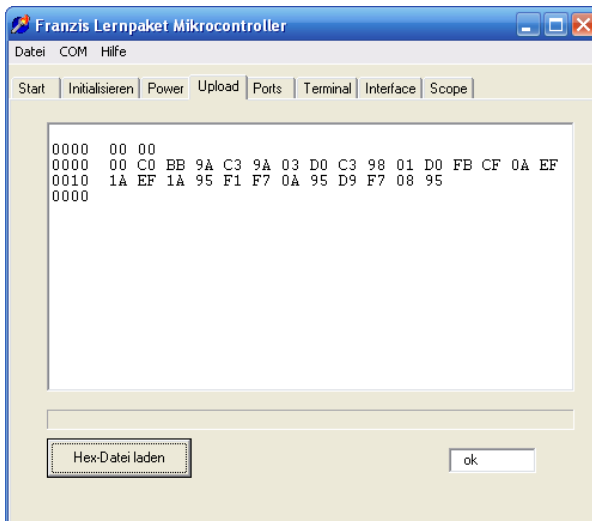 Franzis Lernpaket Mikrocontroller
Datei COM Hilfe
Start Initialisieren Power Upload Ports Terminal Interface Scope
0000 00 00
0000 00 C0 BB 9A C3 9A 03 D0 C3 98 01 D0 FB CF 0A EF
0010 1A EF 1A 95 F1 F7 0A 95 D9 F7 08 95
0000
Hex-Datei laden
ok